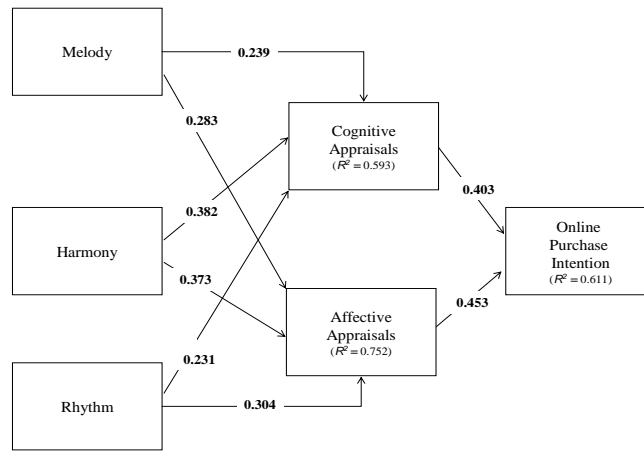 Melody
0.239
0.283
Cognitive
Appraisals
(R² = 0.593)
0.403
0.382
Harmony
Online
Purchase
Intention
(R² = 0.611)
0.373
0.453
Affective
Appraisals
(R² = 0.752)
0.231
Rhythm
0.304